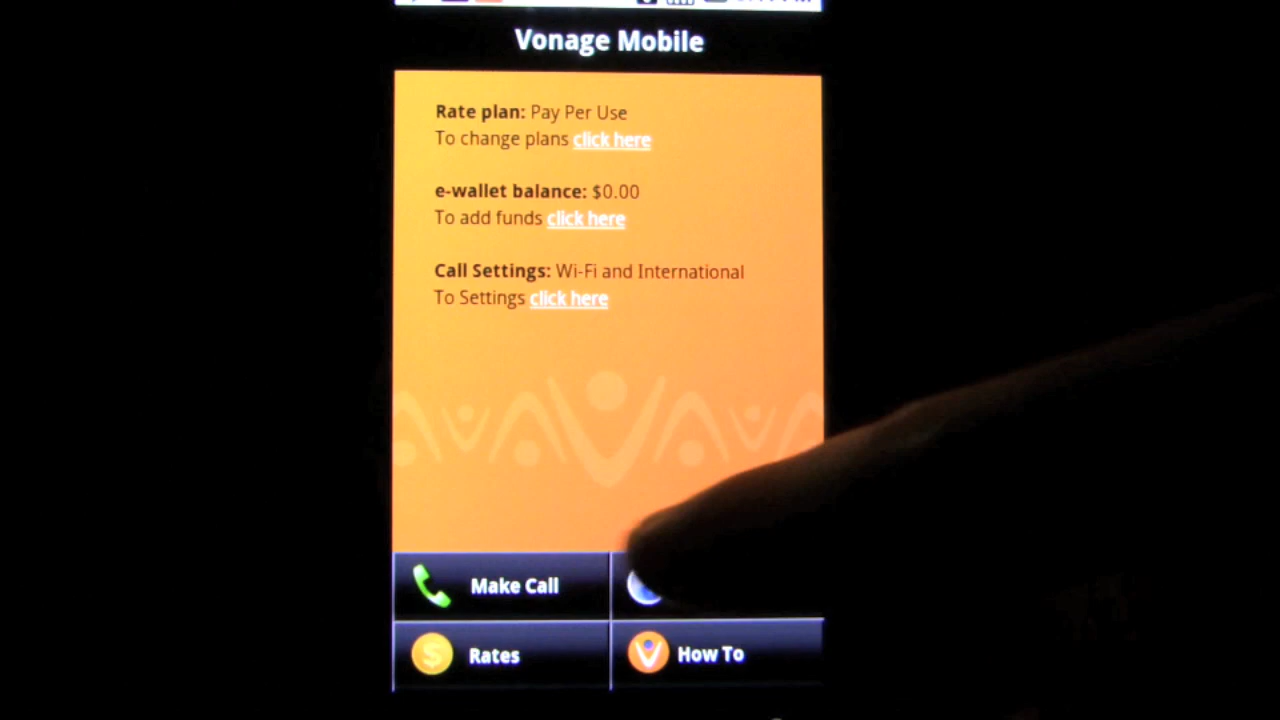 Vonage Mobile
Rate plan: Pay Per Use
To change plans click here
e-wallet balance: $0.00
To add funds click here
Call Settings: Wi-Fi and International
To Settings click here
Make Call
Rates
How To